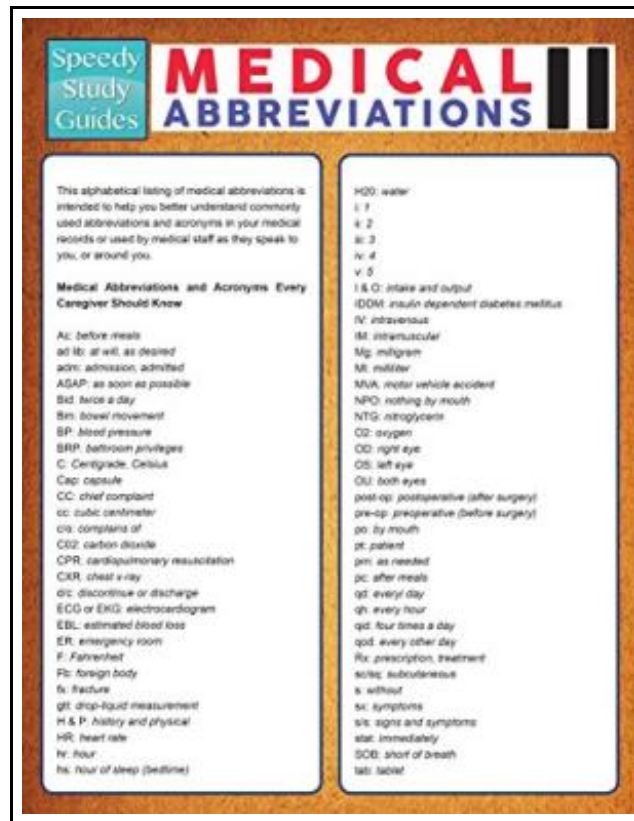 Speedy
Study
Guides
MEDICAL
ABBREVIATIONS
II
This alphabetical listing of medical abbreviations is
intended to help you better understand commonly
used abbreviations and acronyms in your medical
records or used by medical staff as they speak to
you, or around you.
Medical Abbreviations and Acronyms Every
Caregiver Should Know
Ac: before meals
ad lib: at will, as desired
adm: admission, admitted
ASAP: as soon as possible
Bid: twice a day
Bm: bowel movement
BP: blood pressure
BRP: bathroom privileges
C: Centigrade, Celsius
Cap: capsule
CC: chief complaint
cc: cubic centimeter
c/o: complains of
C02: carbon dioxide
CPR: cardiopulmonary resuscitation
CXR: chest x-ray
d/c: discontinue or discharge
ECG or EKG: electrocardiogram
EBL: estimated blood loss
ER: emergency room
F: Fahrenheit
Fb: foreign body
fx: fracture
gtt: drop-liquid measurement
H & P: history and physical
HR: heart rate
hr: hour
hs: hour of sleep (bedtime)
H20: water
i: 1
ii: 2
iii: 3
iv: 4
v: 5
I & O: intake and output
IDDM: insulin dependent diabetes mellitus
IV: intravenous
IM: intramuscular
Mg: milligram
Ml: milliliter
MVA: motor vehicle accident
NPO: nothing by mouth
NTG: nitroglycerin
O2: oxygen
OD: right eye
OS: left eye
OU: both eyes
post-op: postoperative (after surgery)
pre-op: preoperative (before surgery)
po: by mouth
pt: patient
prn: as needed
pc: after meals
qd: everyl day
qh: every hour
qid: four times a day
qod: every other day
Rx: prescription, treatment
sc/sq: subcutaneous
s: without
sx: symptoms
s/s: signs and symptoms
stat: immediately
SOB: short of breath
tab: tablet